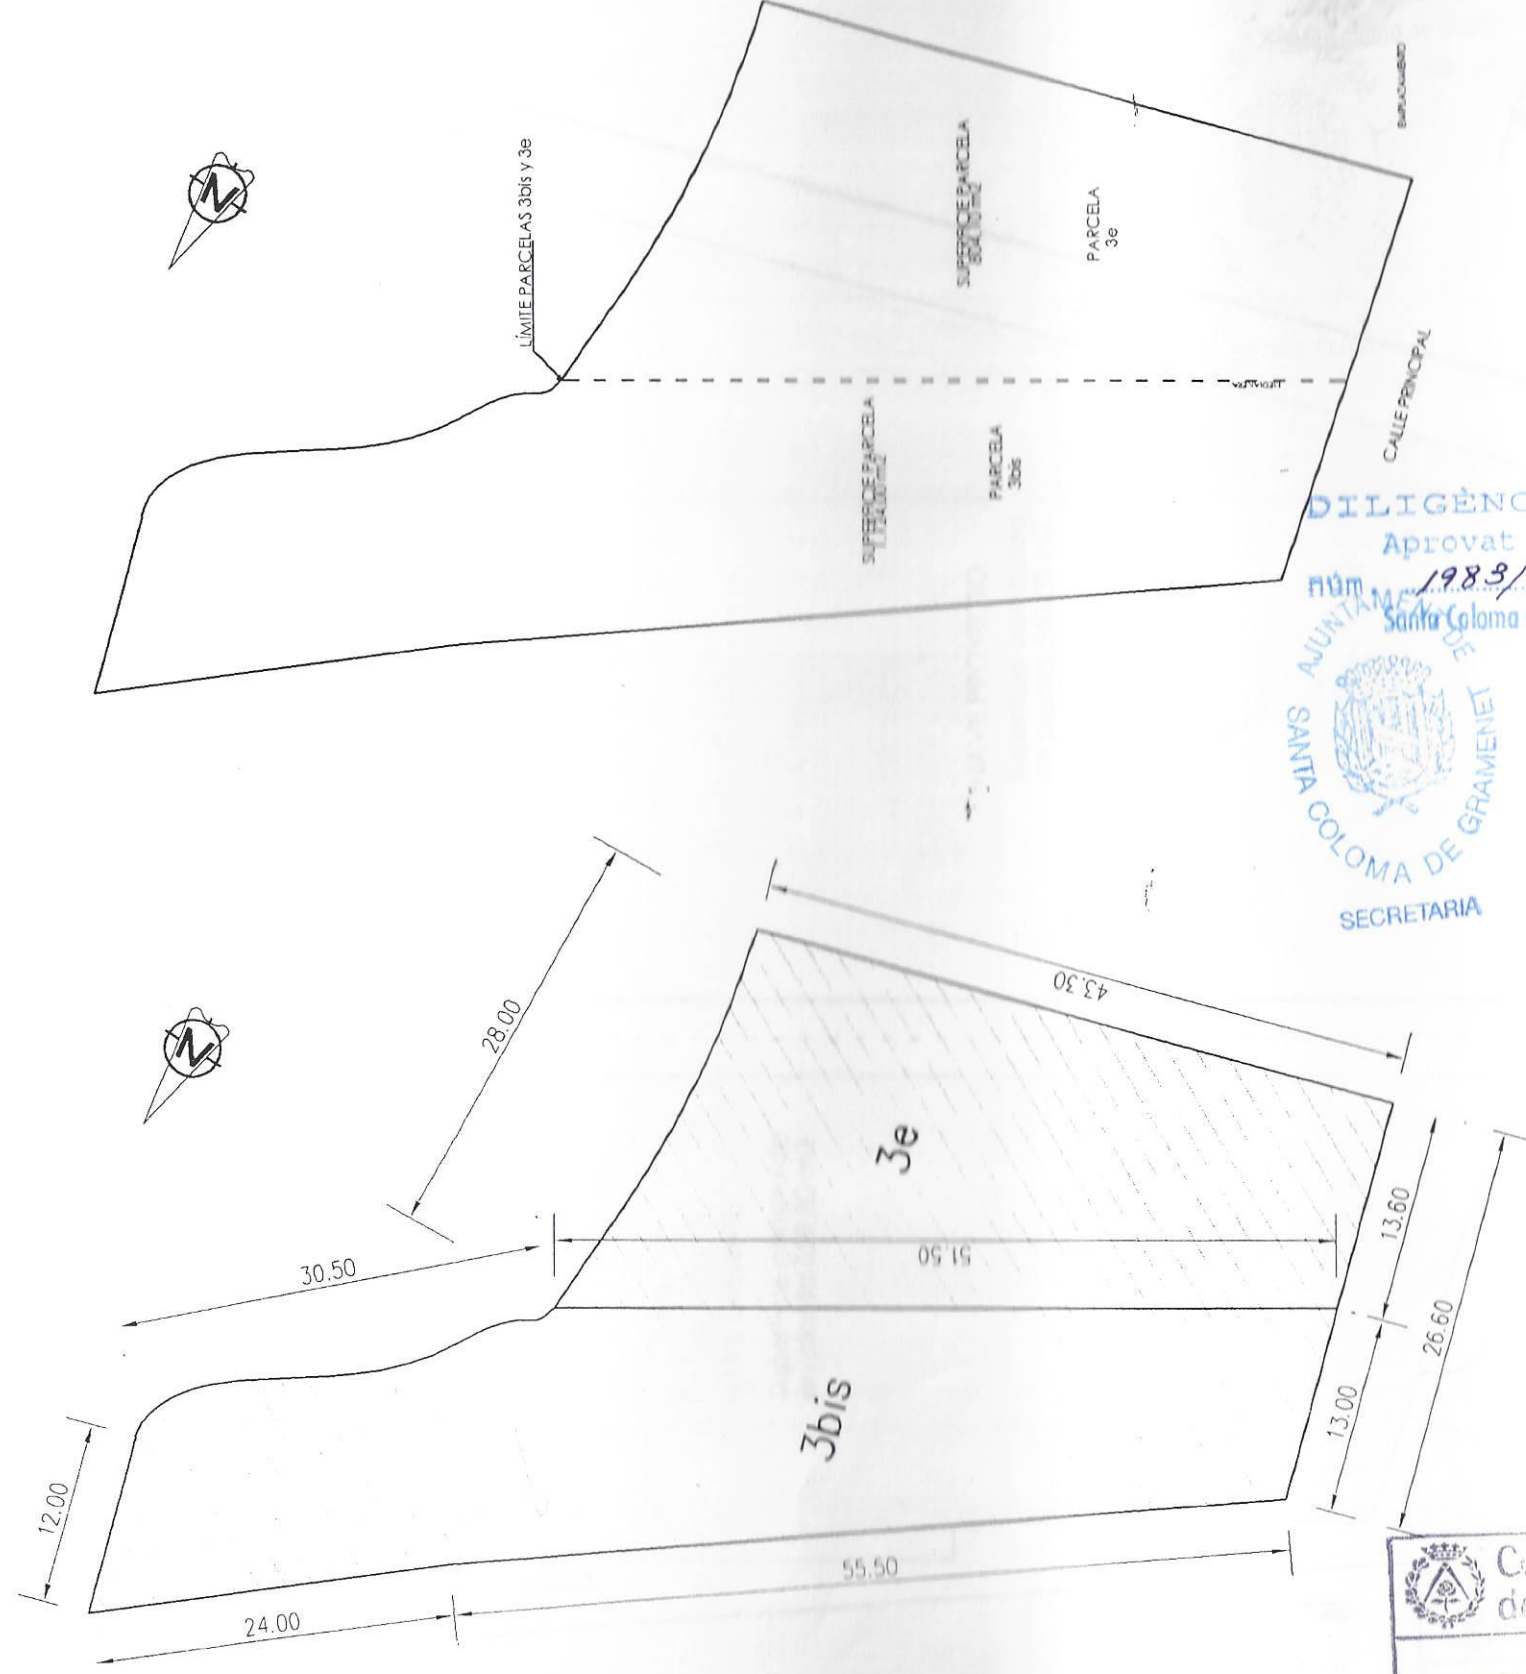 N
LÍMITE PARCELAS 3bis y 3e
SUPERFICIE PARCELA
PARCELA
3e
EMPLAZAMIENTO
SUPERFICIE PARCELA
PARCELA
3bis
CALLE PRINCIPAL
DILIGÈNC
Aprovat
núm. 1983/
Santa Coloma
AJUNTAMENT DE
SANTA COLOMA DE GRAMENET
SECRETARIA
N
28.00
43.30
30.50
3e
51.50
13.60
26.60
3bis
13.00
12.00
24.00
55.50